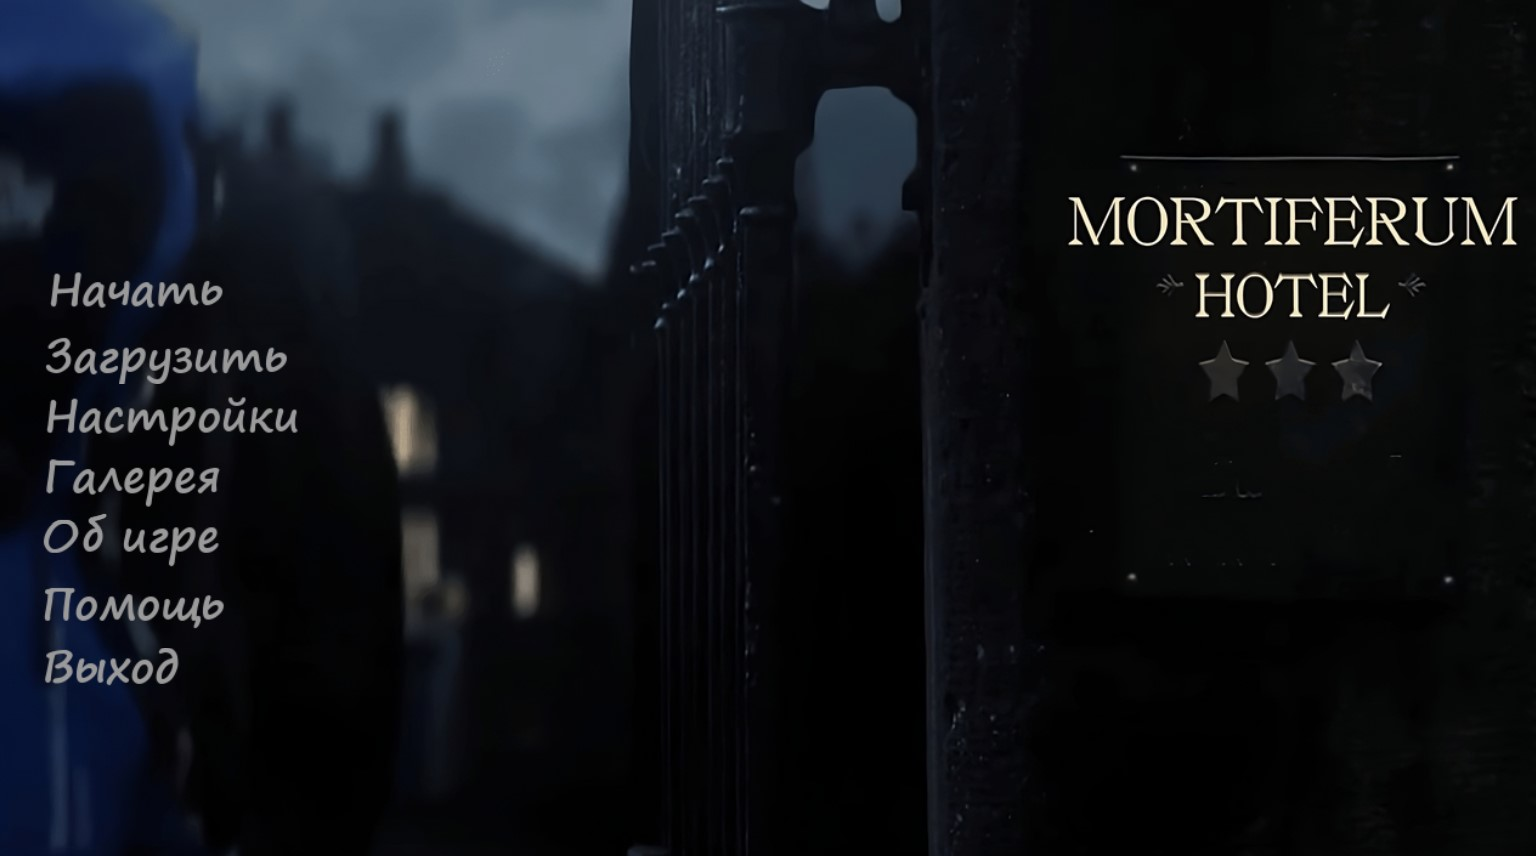 Начать
Загрузить
Настройки
Галерея
Об игре
Помощь
Выход
MORTIFERUM
HOTEL